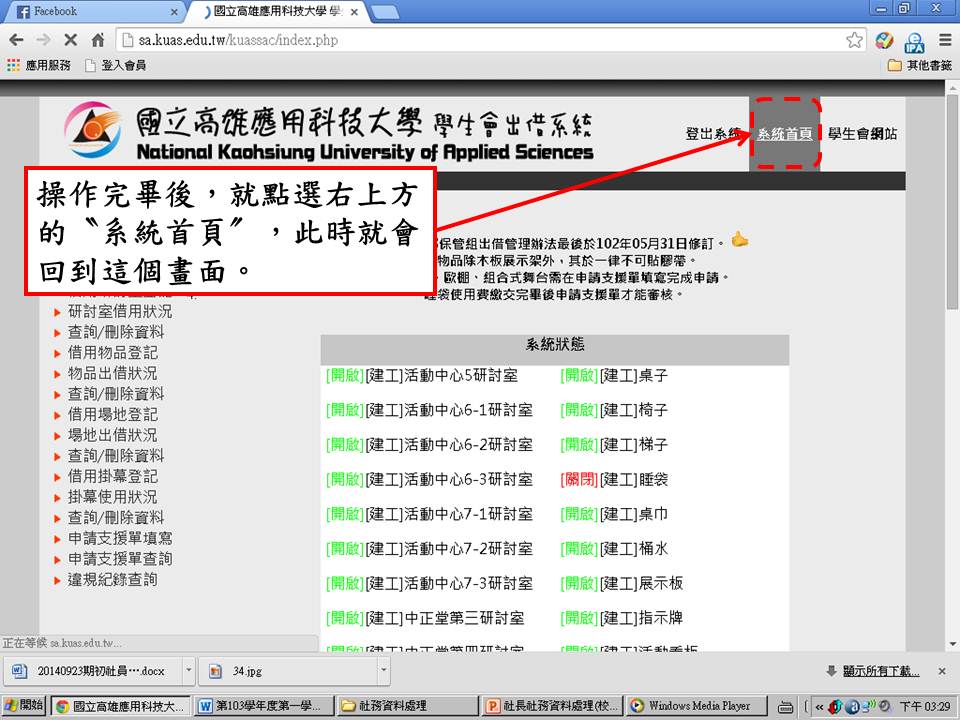 Facebook
國立高雄應用科技大學 學
sa.kuas.edu.tw/kuassac/index.php
應用服務
登入會員
其他書籤
國立高雄應用科技大學 學生會出借系統
National Kaohsiung University of Applied Sciences
登出系統
系統首頁
學生會網站
操作完畢後，就點選右上方
的〝系統首頁〞，此時就會
回到這個畫面。
保管組出借管理辦法最後於102年05月31日修訂。
物品除木板展示架外，其於一律不可貼膠帶。
歐棚、組合式舞台需在申請支援單填寫完成申請。
睡袋使用費繳交完畢後申請支援單才能審核。
研討室借用狀況
查詢/刪除資料
借用物品登記
物品出借狀況
查詢/刪除資料
借用場地登記
場地出借狀況
查詢/刪除資料
借用掛幕登記
掛幕使用狀況
查詢/刪除資料
申請支援單填寫
申請支援單查詢
違規紀錄查詢
系統狀態
[開啟][建工]活動中心5研討室 [開啟][建工]桌子
[開啟][建工]活動中心6-1研討室 [開啟][建工]椅子
[開啟][建工]活動中心6-2研討室 [開啟][建工]梯子
[開啟][建工]活動中心6-3研討室 [關閉][建工]睡袋
[開啟][建工]活動中心7-1研討室 [開啟][建工]桌巾
[開啟][建工]活動中心7-2研討室 [開啟][建工]桶水
[開啟][建工]活動中心7-3研討室 [開啟][建工]展示板
[開啟][建工]中正堂第三研討室 [開啟][建工]指示牌
[開啟][建工]中正堂第四研討室 [開啟][建工]活動看板
正在等候 sa.kuas.edu.tw...
20140923期初社員….docx
34.jpg
顯示所有下載...
開始
國立高雄應用科技大...
第103學年度第一學...
社務資料處理
社長社務資料處理(校...
Windows Media Player
下午 03:29